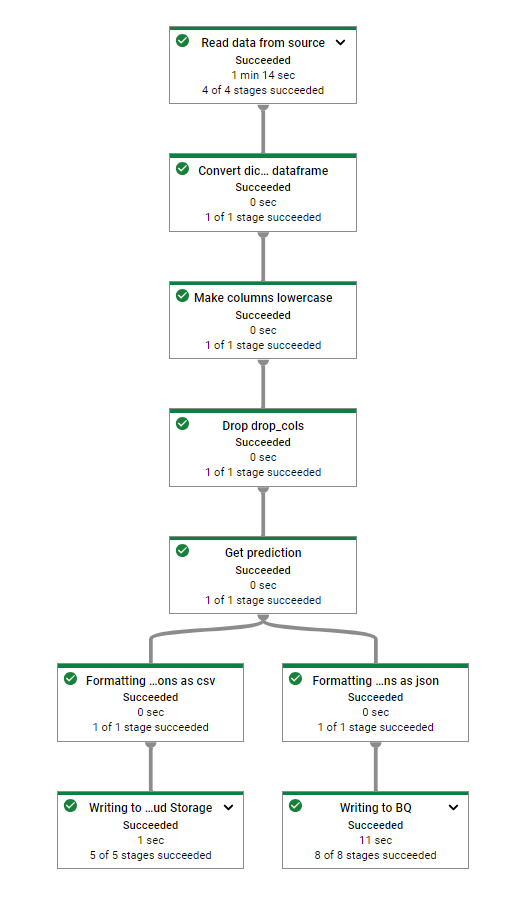 Read data from source
Succeeded
1 min 14 sec
4 of 4 stages succeeded
Convert dic... dataframe
Succeeded
0 sec
1 of 1 stage succeeded
Make columns lowercase
Succeeded
0 sec
1 of 1 stage succeeded
Drop drop_cols
Succeeded
0 sec
1 of 1 stage succeeded
Get prediction
Succeeded
0 sec
1 of 1 stage succeeded
Formatting ...ons as csv
Succeeded
0 sec
1 of 1 stage succeeded
Formatting ...ns as json
Succeeded
0 sec
1 of 1 stage succeeded
Writing to ...ud Storage
Succeeded
1 sec
5 of 5 stages succeeded
Writing to BQ
Succeeded
11 sec
8 of 8 stages succeeded